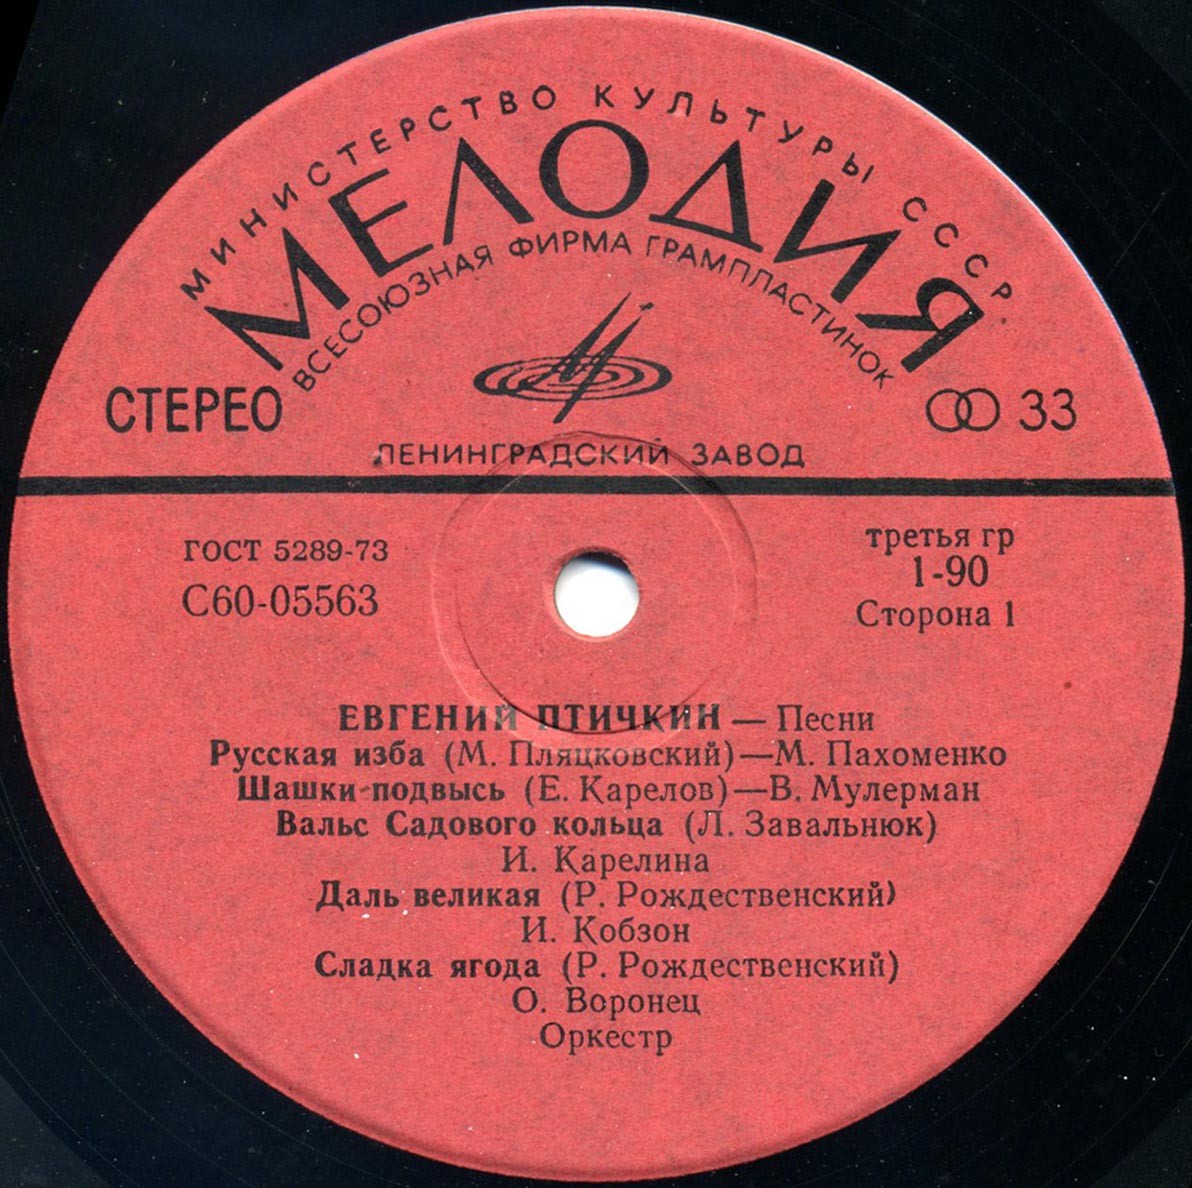 МИНИСТЕРСТВО КУЛЬТУРЫ СССР
МЕЛОДИЯ
ВСЕСОЮЗНАЯ ФИРМА ГРАМПЛАСТИНОК
СТЕРЕО
33
ЛЕНИНГРАДСКИЙ ЗАВОД
ГОСТ 5289-73
С60-05563
третья гр
1-90
Сторона 1
ЕВГЕНИЙ ПТИЧКИН — Песни
Русская изба (М. Пляцковский)—М. Пахоменко
Шашки подвысь (Е. Карелов)—В. Мулерман
Вальс Садового кольца (Л. Завальнюк)
И. Карелина
Даль великая (Р. Рождественский)
И. Кобзон
Сладка ягода (Р. Рождественский)
О. Воронец
Оркестр